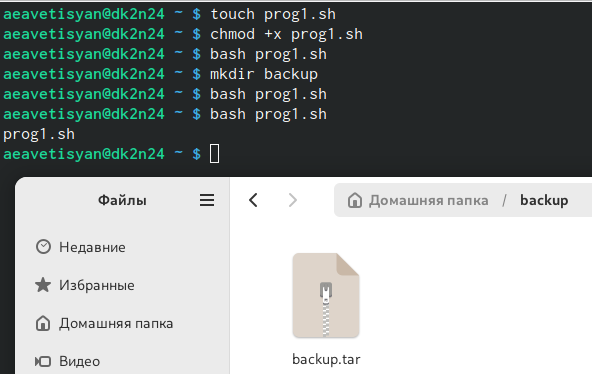 aeavetisyan@dk2n24 ~ $ touch prog1.sh
aeavetisyan@dk2n24 ~ $ chmod +x prog1.sh
aeavetisyan@dk2n24 ~ $ bash prog1.sh
aeavetisyan@dk2n24 ~ $ mkdir backup
aeavetisyan@dk2n24 ~ $ bash prog1.sh
aeavetisyan@dk2n24 ~ $ bash prog1.sh
prog1.sh
aeavetisyan@dk2n24 ~ $
Файлы
Домашняя папка / backup
Недавние
Избранные
Домашняя папка
Видео
backup.tar